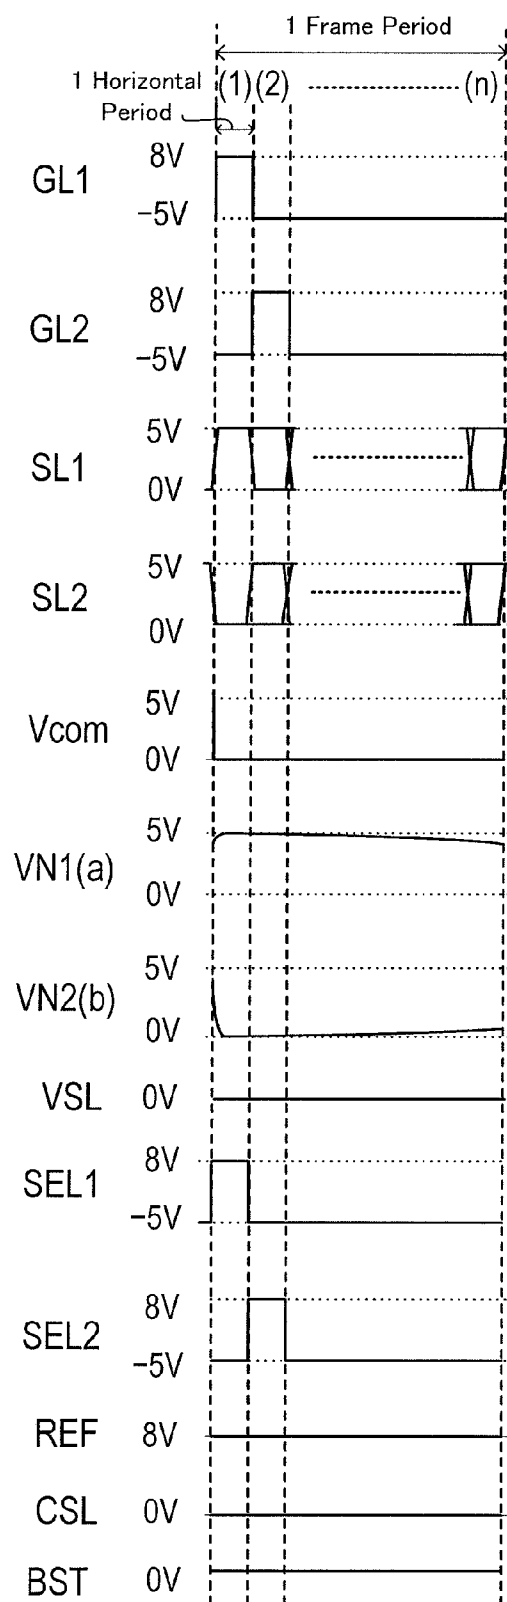 1 Frame Period
1 Horizontal Period
(1) (2) (n)
GL1 8V −5V
GL2 8V −5V
SL1 5V 0V
SL2 5V 0V
Vcom 5V 0V
VN1(a) 5V 0V
VN2(b) 5V 0V
VSL 0V
SEL1 8V −5V
SEL2 8V −5V
REF 8V
CSL 0V
BST 0V